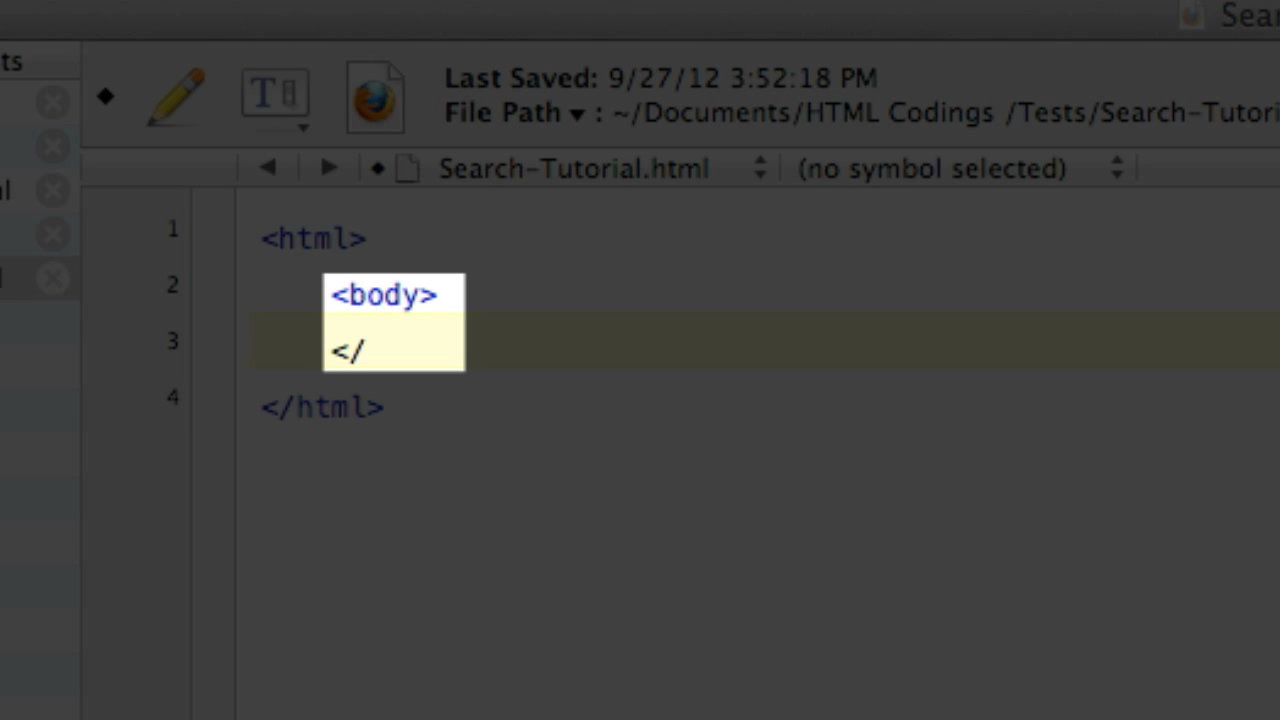 Sear
ts
Last Saved: 9/27/12 3:52:18 PM
File Path ▾ : ~/Documents/HTML Codings /Tests/Search-Tutori
T
l
Search-Tutorial.html (no symbol selected)
1 <html>
2 <body>
3 </
4 </html>